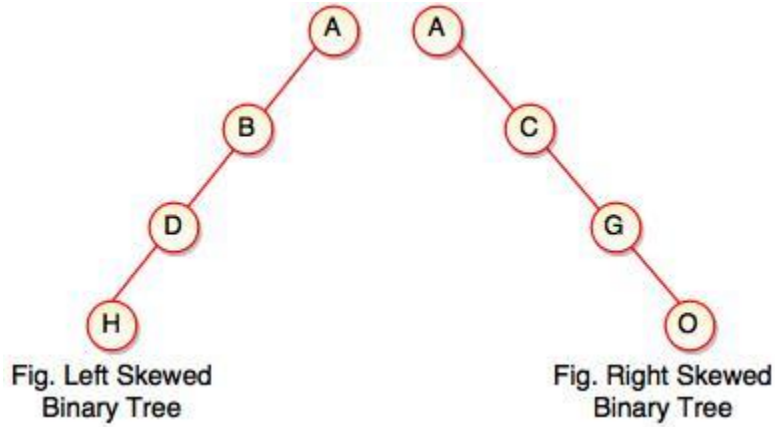 A
A
B
C
D
G
H
O
Fig. Left Skewed
Binary Tree
Fig. Right Skewed
Binary Tree